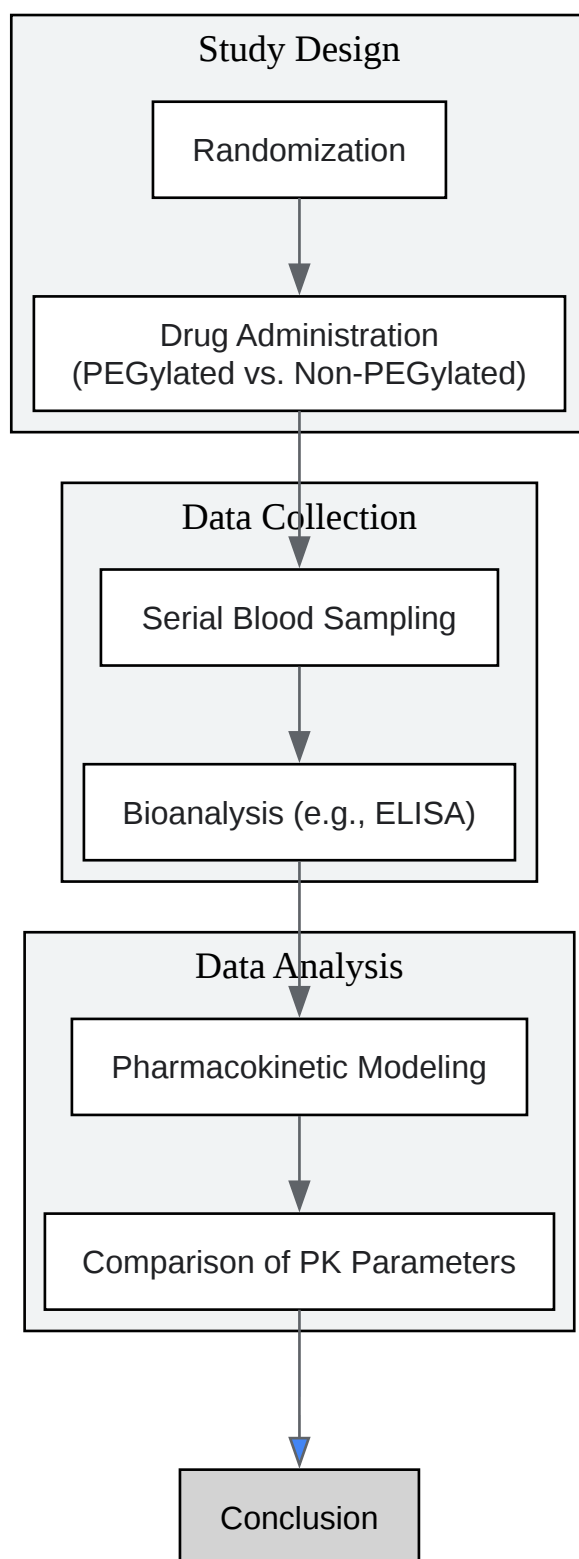 Study Design
Randomization
Drug Administration
(PEGylated vs. Non-PEGylated)
Data Collection
Serial Blood Sampling
Bioanalysis (e.g., ELISA)
Data Analysis
Pharmacokinetic Modeling
Comparison of PK Parameters
Conclusion